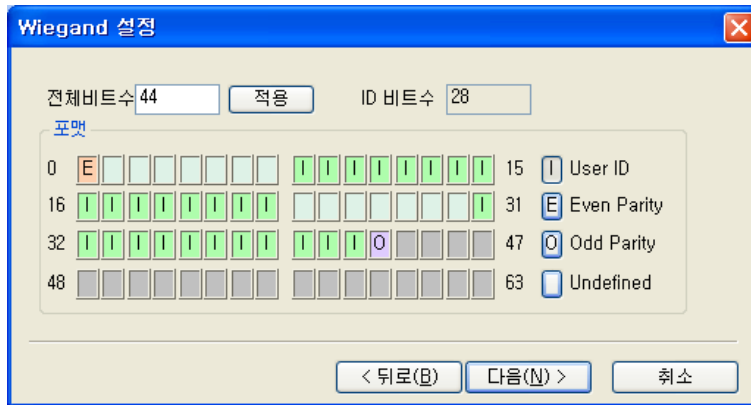 Wiegand 설정
전체비트수 44 적용 ID 비트수 28
포맷
0 E I I I I I I I I 15 I User ID
16 I I I I I I I I I 31 E Even Parity
32 I I I I I I I I I I I O 47 O Odd Parity
48 63 Undefined
< 뒤로(B) 다음(N) > 취소